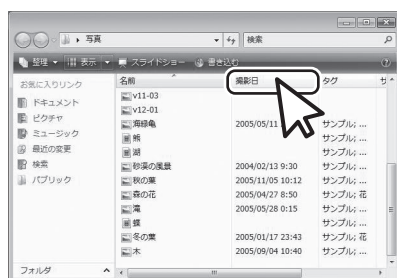 写真
検索
整理 表示 スライドショー 書き込む
お気に入りリンク
ドキュメント
ピクチャ
ミュージック
最近の変更
検索
パブリック
フォルダ
名前 撮影日 タグ サ
v11-03
v12-01
海緑亀 2005/05/11 サンプル; ...
熊 サンプル; ...
湖 サンプル; ...
砂漠の風景 2004/02/13 9:30 サンプル; ...
秋の葉 2005/11/05 10:12 サンプル; ...
森の花 2005/04/27 8:50 サンプル; 花
滝 2005/05/28 0:15 サンプル; ...
蝶 サンプル; ...
冬の葉 2005/01/17 23:43 サンプル; 花
木 2005/09/04 10:40 サンプル; ...